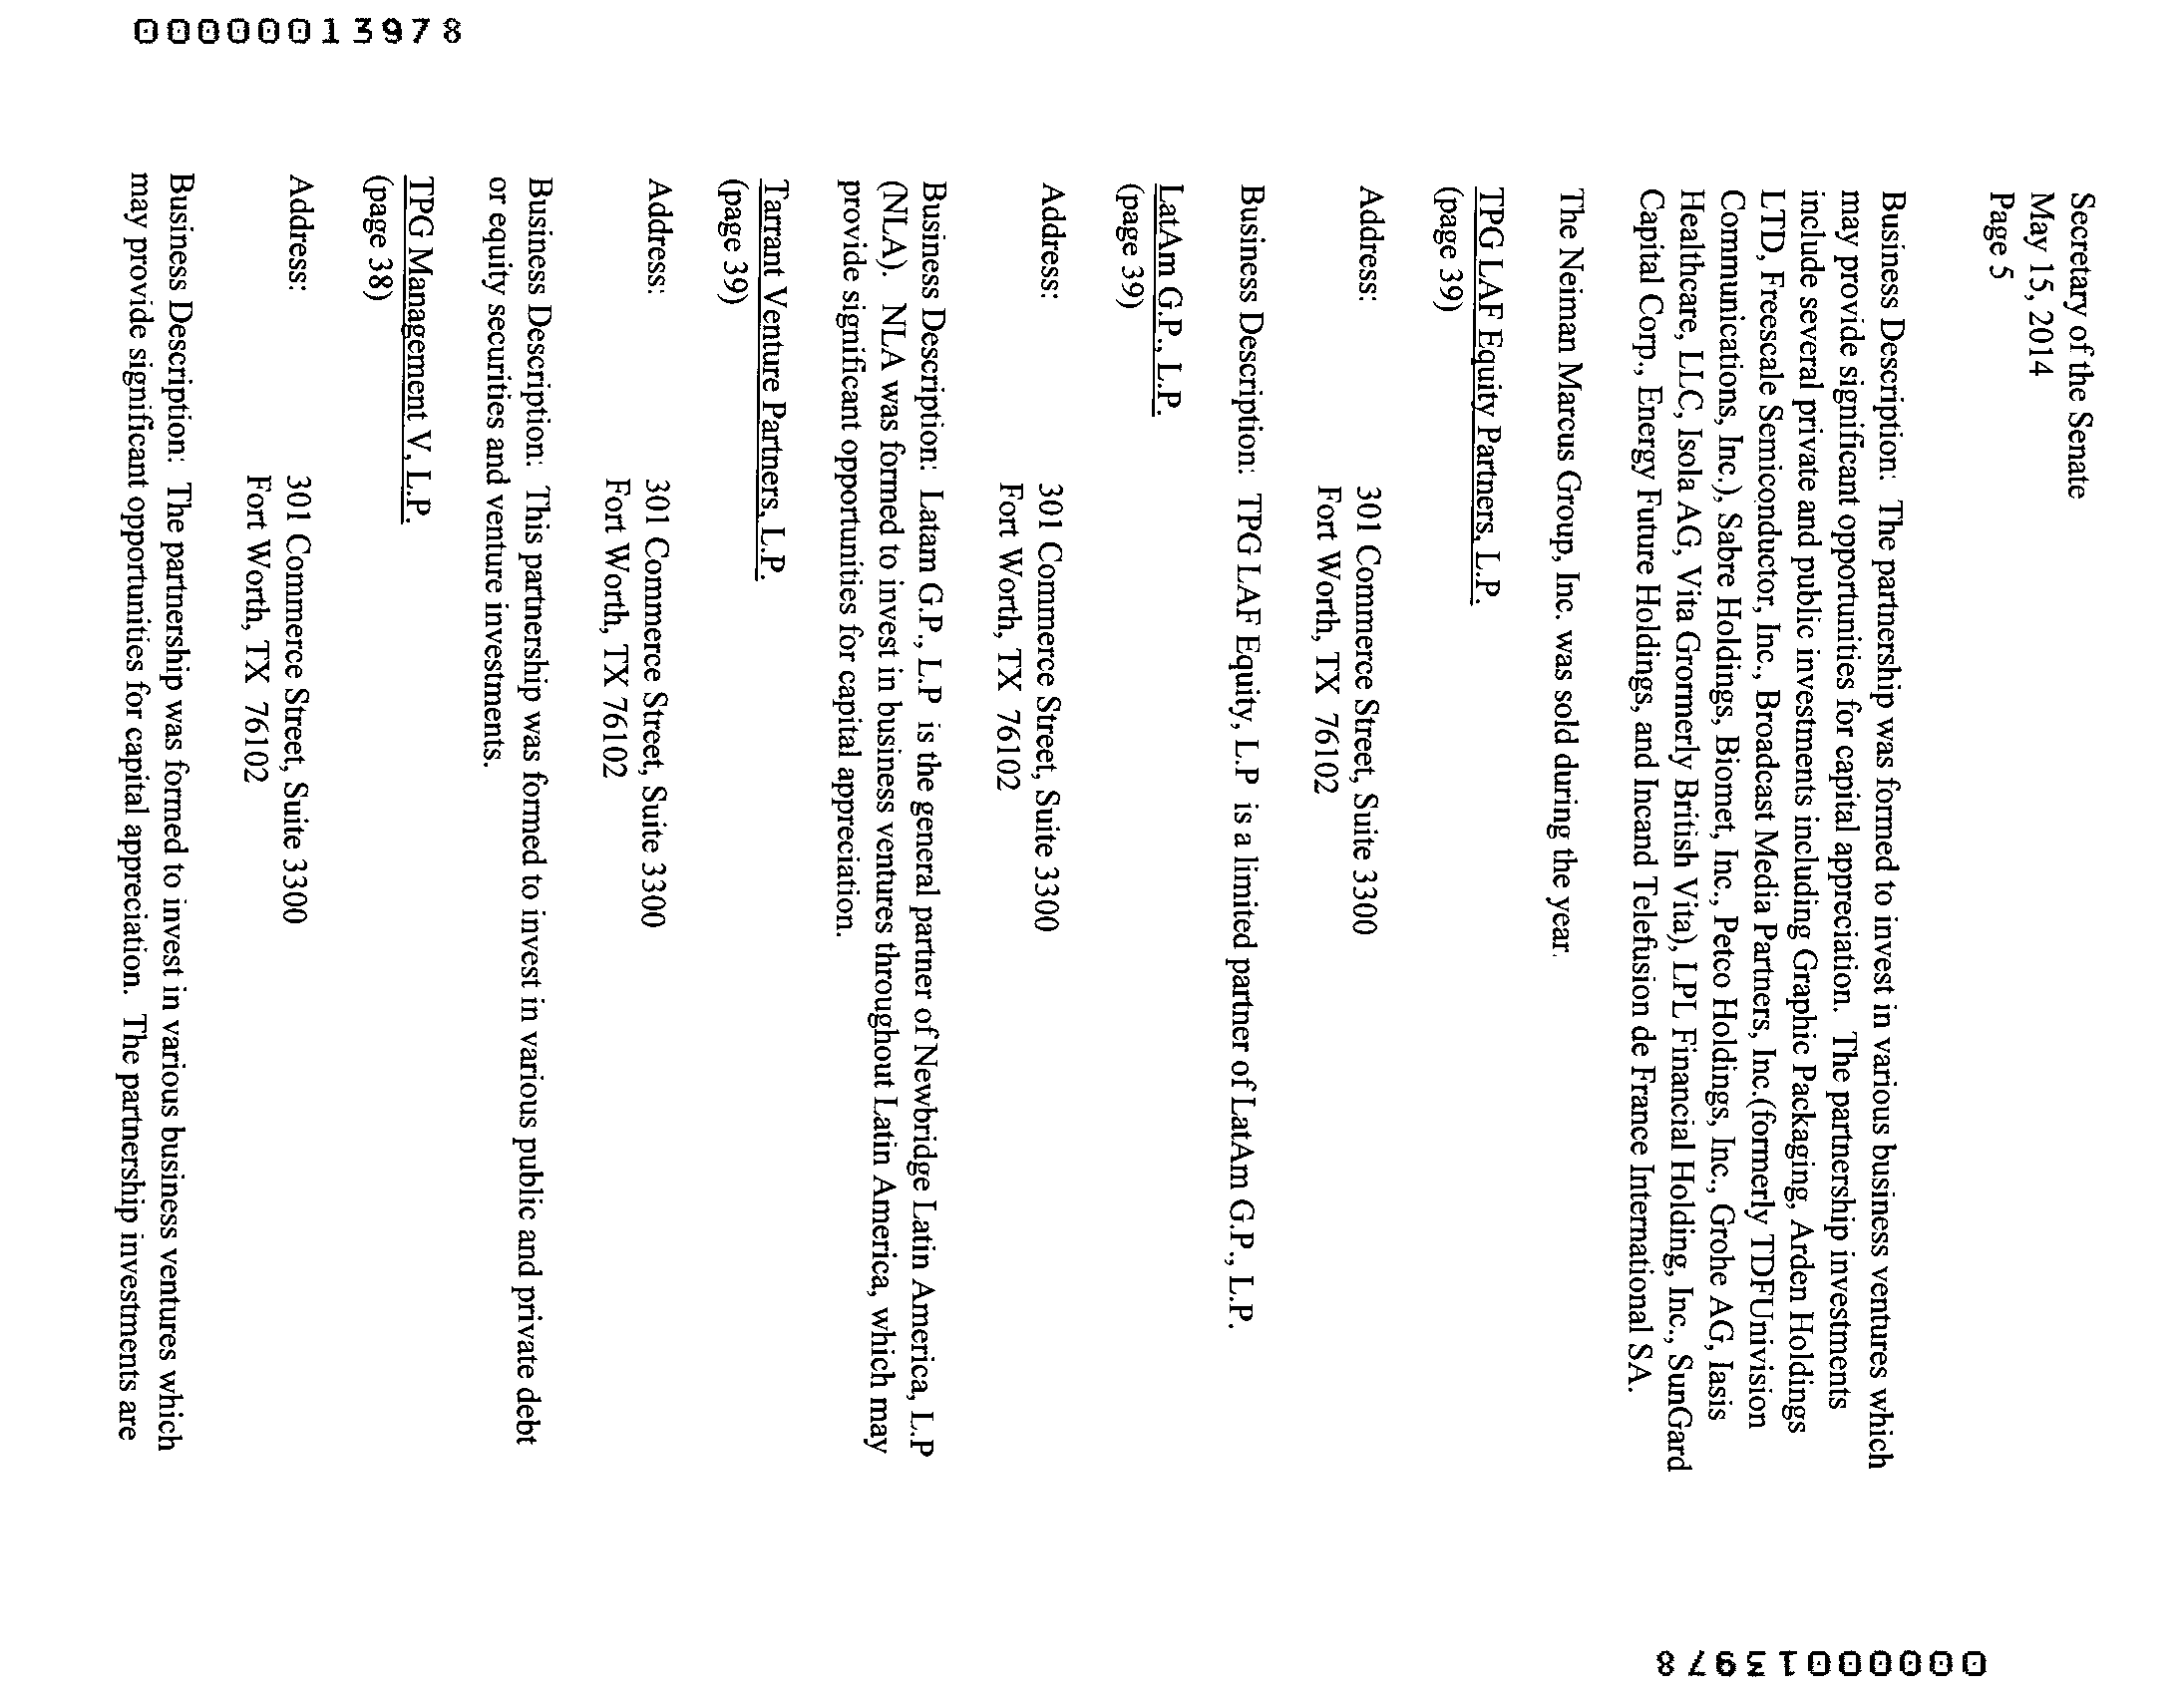 00000013978
Secretary of the Senate
May 15, 2014
Page 5
Business Description:  The partnership was formed to invest in various business ventures which
may provide significant opportunities for capital appreciation.  The partnership investments
include several private and public investments including Graphic Packaging, Arden Holdings
LTD, Freescale Semiconductor, Inc., Broadcast Media Partners, Inc.(formerly TDFUnivision
Communications, Inc.), Sabre Holdings, Biomet, Inc., Petco Holdings, Inc., Grohe AG, Iasis
Healthcare, LLC, Isola AG, Vita Grormerly British Vita), LPL Financial Holding, Inc., SunGard
Capital Corp., Energy Future Holdings, and Incand Telefusion de France International SA.
The Neiman Marcus Group, Inc. was sold during the year.
TPG LAF Equity Partners, L.P.
(page 39)
Address: 301 Commerce Street, Suite 3300
Fort Worth, TX  76102
Business Description:  TPG LAF Equity, L.P  is a limited partner of LatAm G.P., L.P.
LatAm G.P., L.P.
(page 39)
Address: 301 Commerce Street, Suite 3300
Fort Worth, TX  76102
Business Description:  Latam G.P., L.P  is the general partner of Newbridge Latin America, L.P
(NLA).  NLA was formed to invest in business ventures throughout Latin America, which may
provide significant opportunities for capital appreciation.
Tarrant Venture Partners, L.P.
(page 39)
Address: 301 Commerce Street, Suite 3300
Fort Worth, TX 76102
Business Description:  This partnership was formed to invest in various public and private debt
or equity securities and venture investments.
TPG Management V, L.P.
(page 38)
Address: 301 Commerce Street, Suite 3300
Fort Worth, TX  76102
Business Description:  The partnership was formed to invest in various business ventures which
may provide significant opportunities for capital appreciation.  The partnership investments are
00000013978